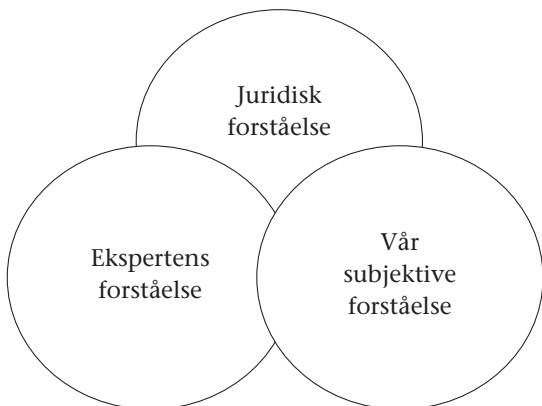 Juridisk
forståelse
Ekspertens
forståelse
Vår
subjektive
forståelse